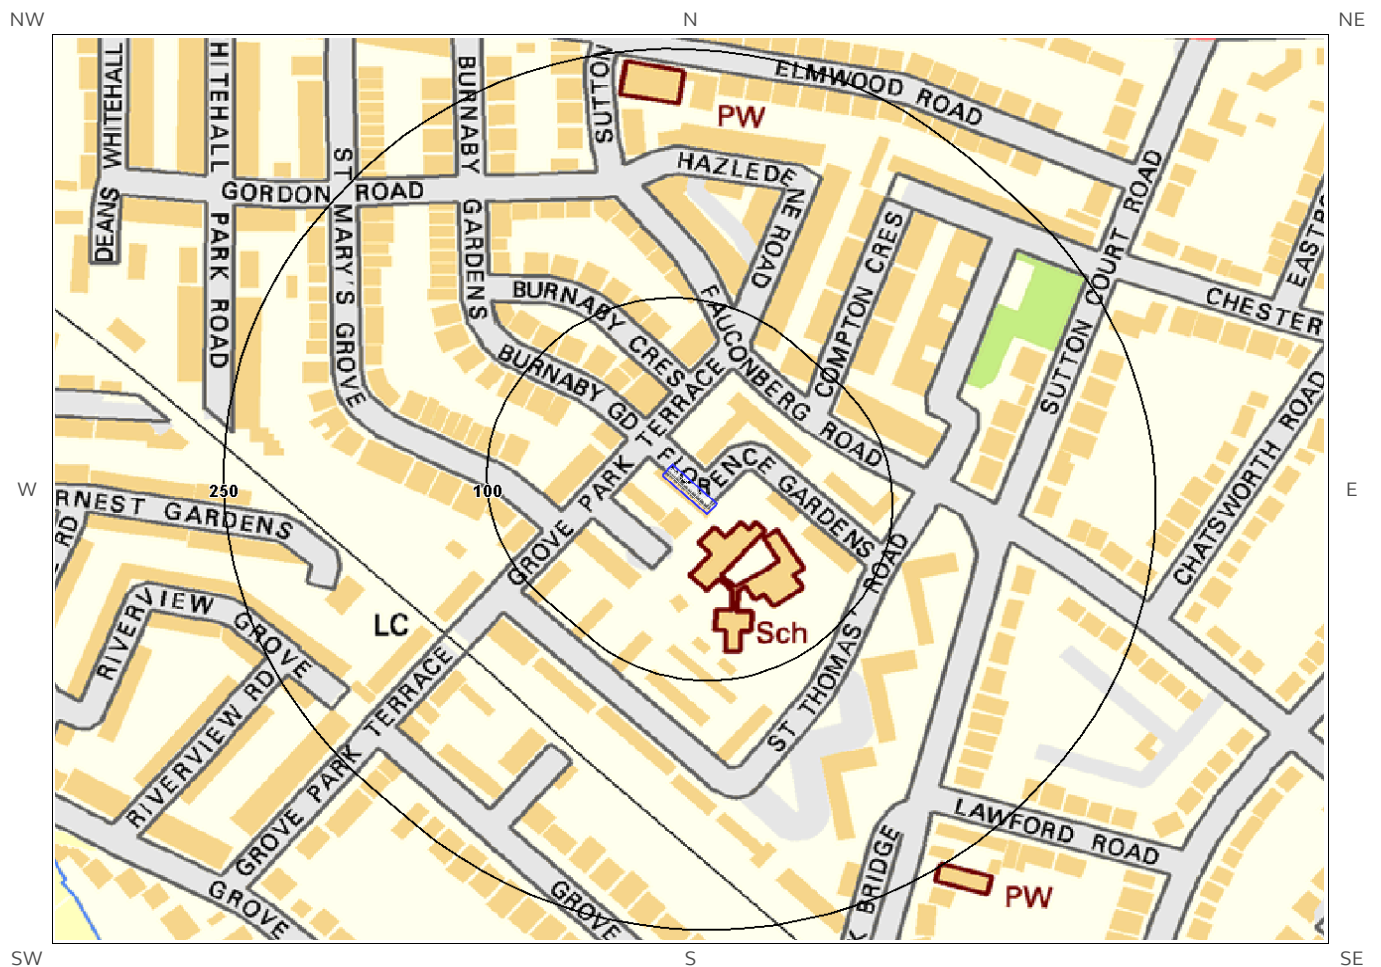 NW
N
NE
WHITEHALL
HITEHALL
BURNABY
SUTTON
ELMWOOD ROAD
PW
ST MARY'S GROVE
HAZLEDENE ROAD
GORDON ROAD
DEANS
PARK ROAD
GARDENS
SUTTON COURT ROAD
COMPTON CRES
EASTB
CHESTER
BURNABY CRES
FAUCONBERG ROAD
BURNABY GD
TERRACE
CHATSWORTH ROAD
W
250
100
FLORENCE GARDENS
E
RNEST GARDENS
RD
GROVE PARK
RIVERVIEW GROVE
LC
Sch
ST THOMAS' ROAD
RIVERVIEW RD
GROVE PARK TERRACE
LAWFORD ROAD
K BRIDGE
PW
GROVE
GROVE
SW
S
SE